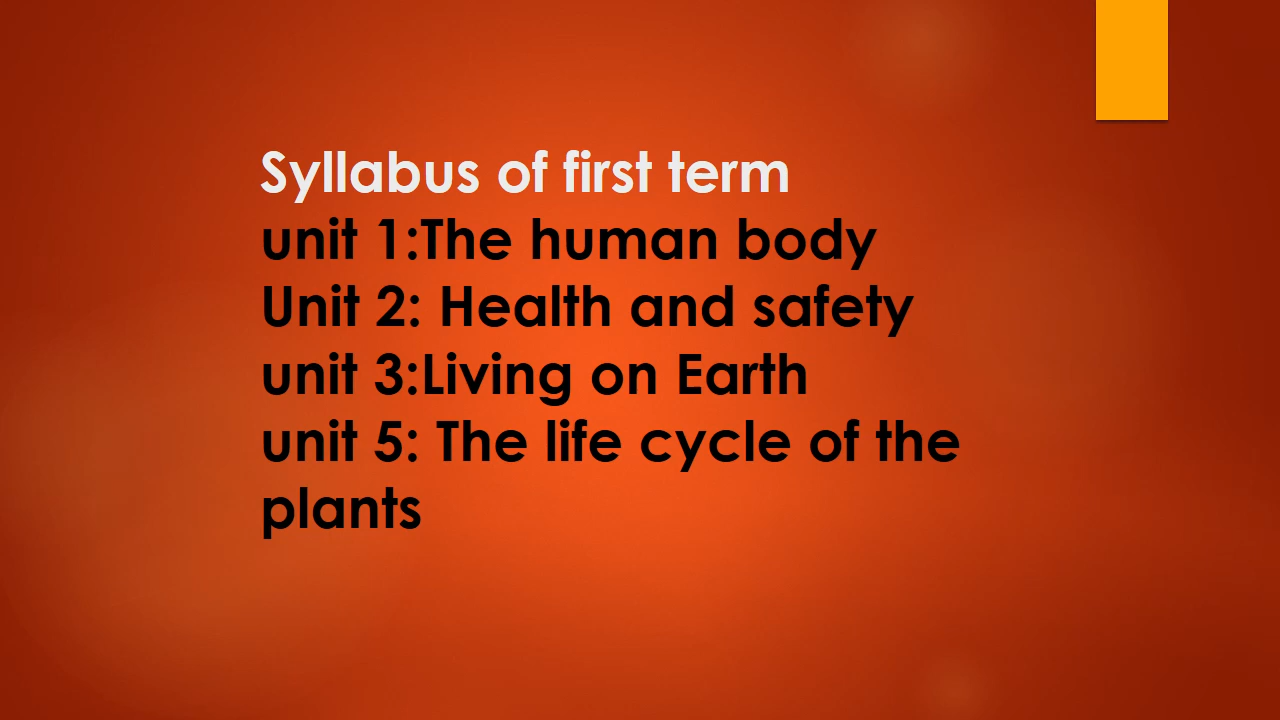 Syllabus of first term
unit 1:The human body
Unit 2: Health and safety
unit 3:Living on Earth
unit 5: The life cycle of the
plants